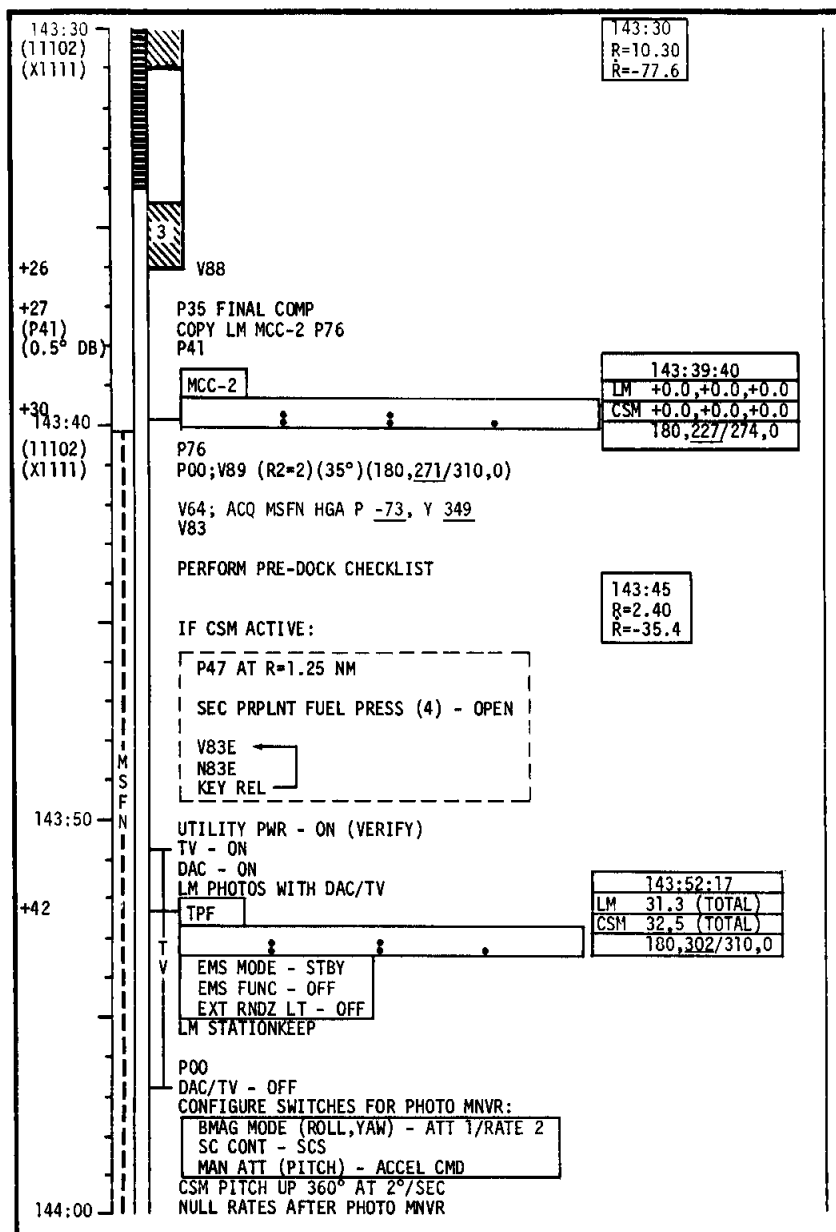 143:30
(11102)
(X1111)
143:30
R=10.30
Ṙ=-77.6
3
+26
V88
+27
(P41)
(0.5° DB)
P35 FINAL COMP
COPY LM MCC-2 P76
P41
MCC-2
143:39:40
LM +0.0,+0.0,+0.0
CSM +0.0,+0.0,+0.0
180,227/274,0
+30
143:40
(11102)
(X1111)
P76
P00;V89 (R2=2)(35°)(180,271/310,0)
V64; ACQ MSFN HGA P -73, Y 349
V83
PERFORM PRE-DOCK CHECKLIST
143:45
R=2.40
Ṙ=-35.4
IF CSM ACTIVE:
P47 AT R=1.25 NM
SEC PRPLNT FUEL PRESS (4) - OPEN
V83E
N83E
KEY REL
MSFN
143:50
UTILITY PWR - ON (VERIFY)
TV - ON
DAC - ON
LM PHOTOS WITH DAC/TV
+42
TPF
143:52:17
LM 31.3 (TOTAL)
CSM 32.5 (TOTAL)
180,302/310,0
TV
EMS MODE - STBY
EMS FUNC - OFF
EXT RNDZ LT - OFF
LM STATIONKEEP
P00
DAC/TV - OFF
CONFIGURE SWITCHES FOR PHOTO MNVR:
BMAG MODE (ROLL,YAW) - ATT 1/RATE 2
SC CONT - SCS
MAN ATT (PITCH) - ACCEL CMD
CSM PITCH UP 360° AT 2°/SEC
NULL RATES AFTER PHOTO MNVR
144:00